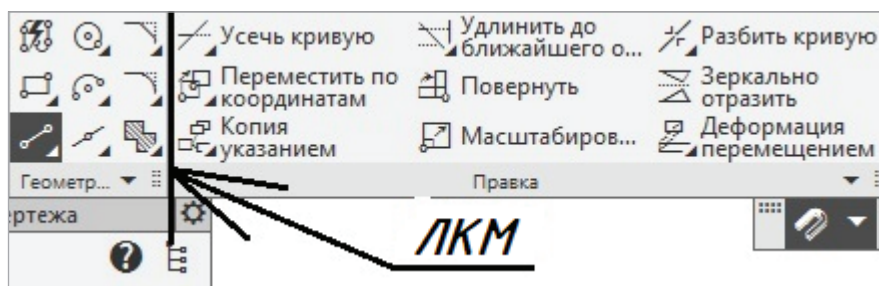 Усечь кривую
Удлинить до
ближайшего о...
Разбить кривую
Переместить по
координатам
Повернуть
Зеркально
отразить
Копия
указанием
Масштабиров...
Деформация
перемещением
Геометр...
Правка
ертежа
ЛКМ